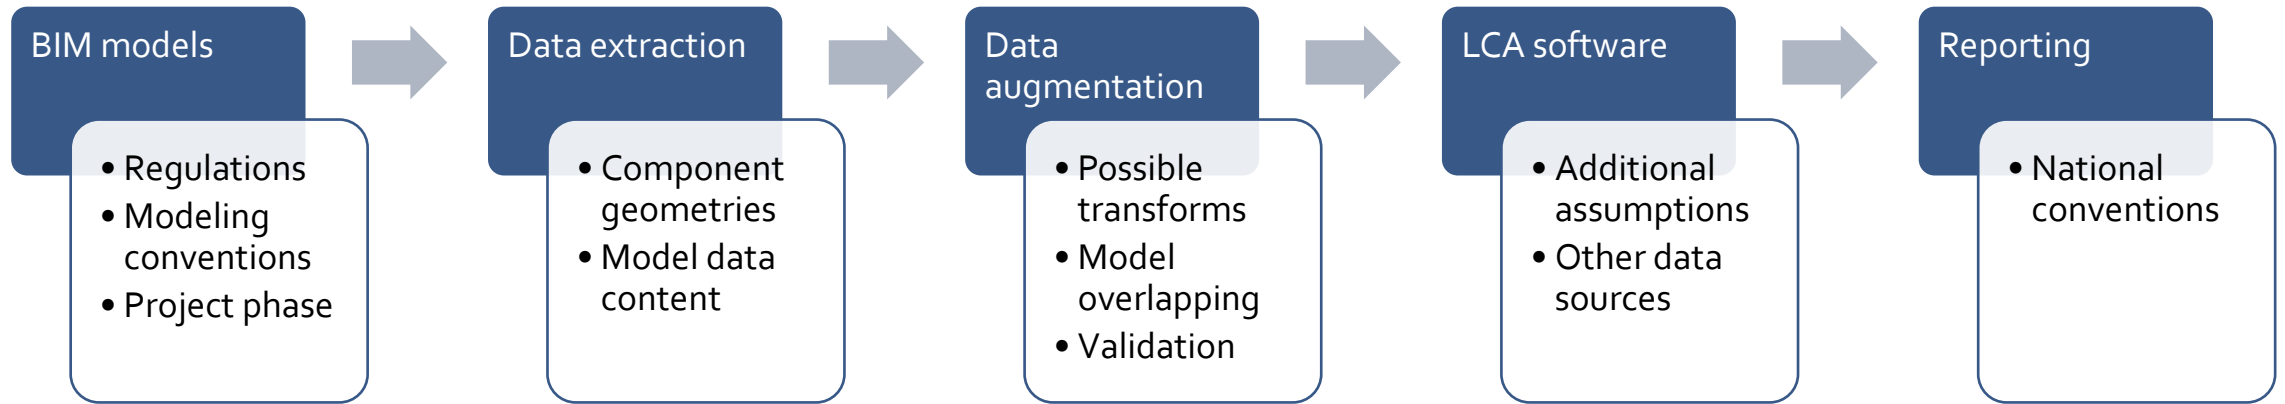 BIM models
• Regulations
• Modeling
conventions
• Project phase
Data extraction
• Component
geometries
• Model data
content
Data
augmentation
• Possible
transforms
• Model
overlapping
• Validation
LCA software
• Additional
assumptions
• Other data
sources
Reporting
• National
conventions